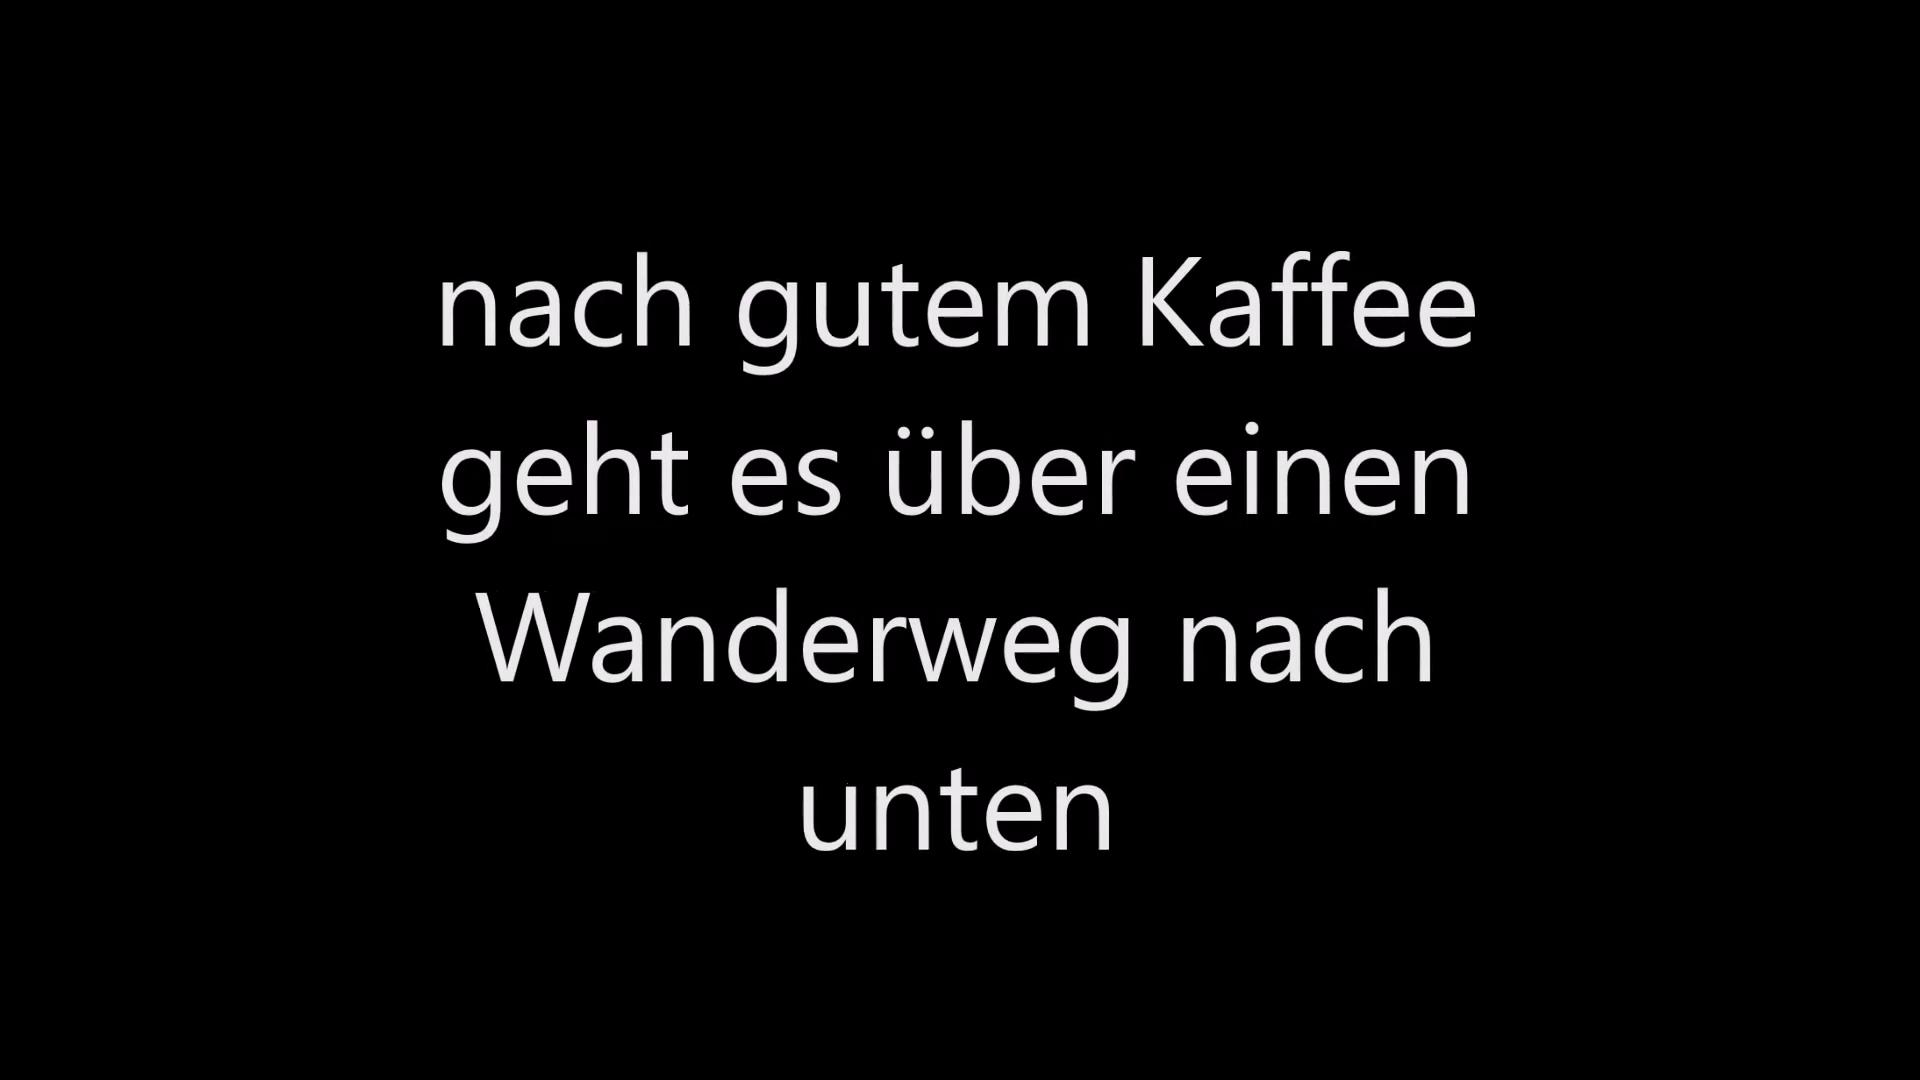 nach gutem Kaffee
geht es über einen
Wanderweg nach
unten